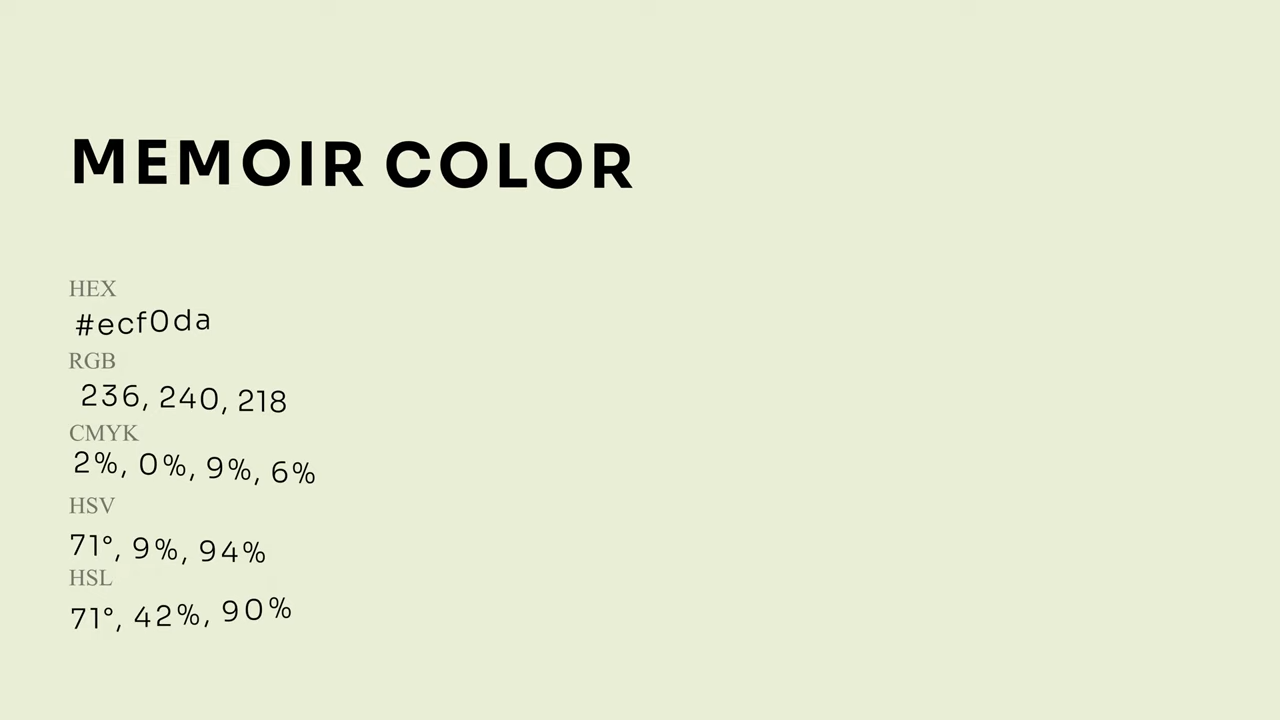 MEMOIR COLOR
HEX
#ecf0da
RGB
236, 240, 218
CMYK
2%, 0%, 9%, 6%
HSV
71°, 9%, 94%
HSL
71°, 42%, 90%